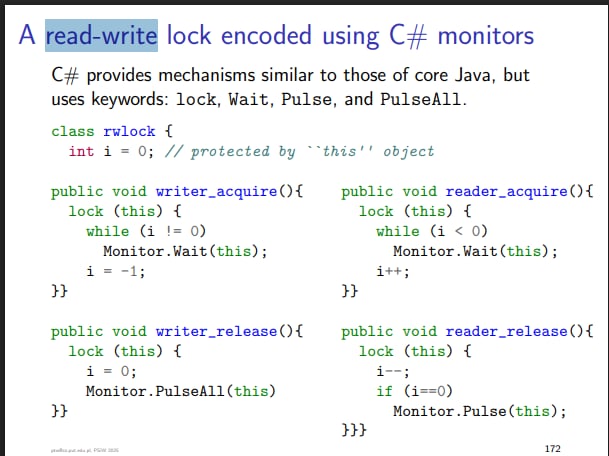 A read-write lock encoded using C# monitors
C# provides mechanisms similar to those of core Java, but
uses keywords: lock, Wait, Pulse, and PulseAll.
class rwlock {
int i = 0; // protected by ``this'' object
public void writer_acquire(){
lock (this) {
while (i != 0)
Monitor.Wait(this);
i = -1;
}}
public void reader_acquire(){
lock (this) {
while (i < 0)
Monitor.Wait(this);
i++;
}}
public void writer_release(){
lock (this) {
i = 0;
Monitor.PulseAll(this)
}}
public void reader_release(){
lock (this) {
i--;
if (i==0)
Monitor.Pulse(this);
}}}
172